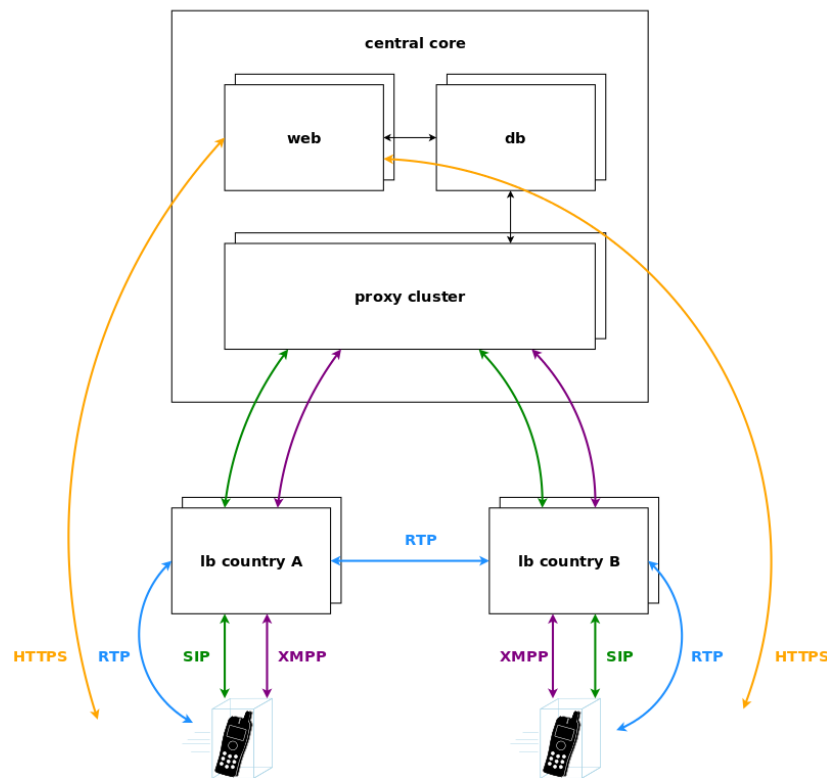 central core
web
db
proxy cluster
RTP
lb country A
lb country B
HTTPS
RTP
SIP
XMPP
XMPP
SIP
RTP
HTTPS